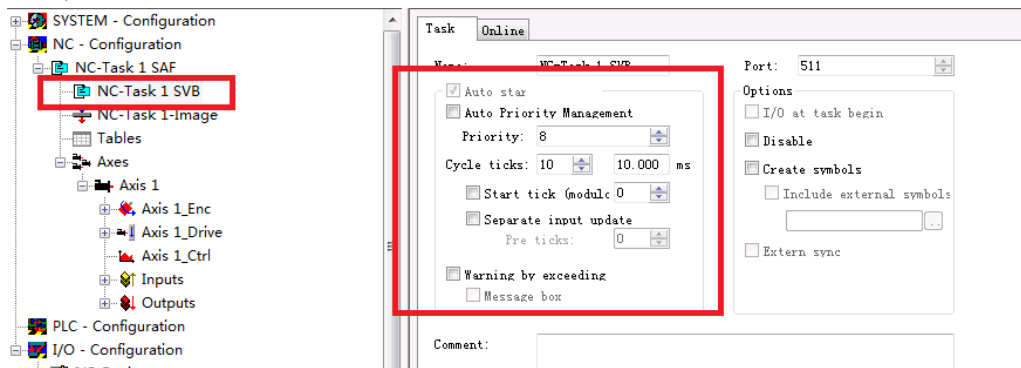 SYSTEM - Configuration
NC - Configuration
NC-Task 1 SAF
NC-Task 1 SVB
NC-Task 1-Image
Tables
Axes
Axis 1
Axis 1_Enc
Axis 1_Drive
Axis 1_Ctrl
Inputs
Outputs
PLC - Configuration
I/O - Configuration
Task Online
NC-Task 1 SVB Port: 511
Auto star Options
Auto Priority Management I/O at task begin
Priority: 8 Disable
Cycle ticks: 10 10.000 ms Create symbols
Start tick (modulc 0 Include external symbols
Separate input update ..
Pre ticks: 0 Extern sync
Warning by exceeding
Message box
Comment: